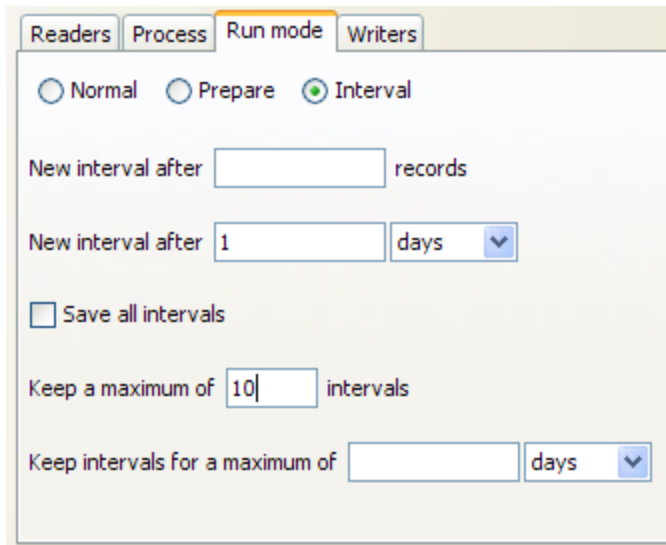 Readers Process Run mode Writers
Normal Prepare Interval
New interval after records
New interval after 1 days
Save all intervals
Keep a maximum of 10 intervals
Keep intervals for a maximum of days